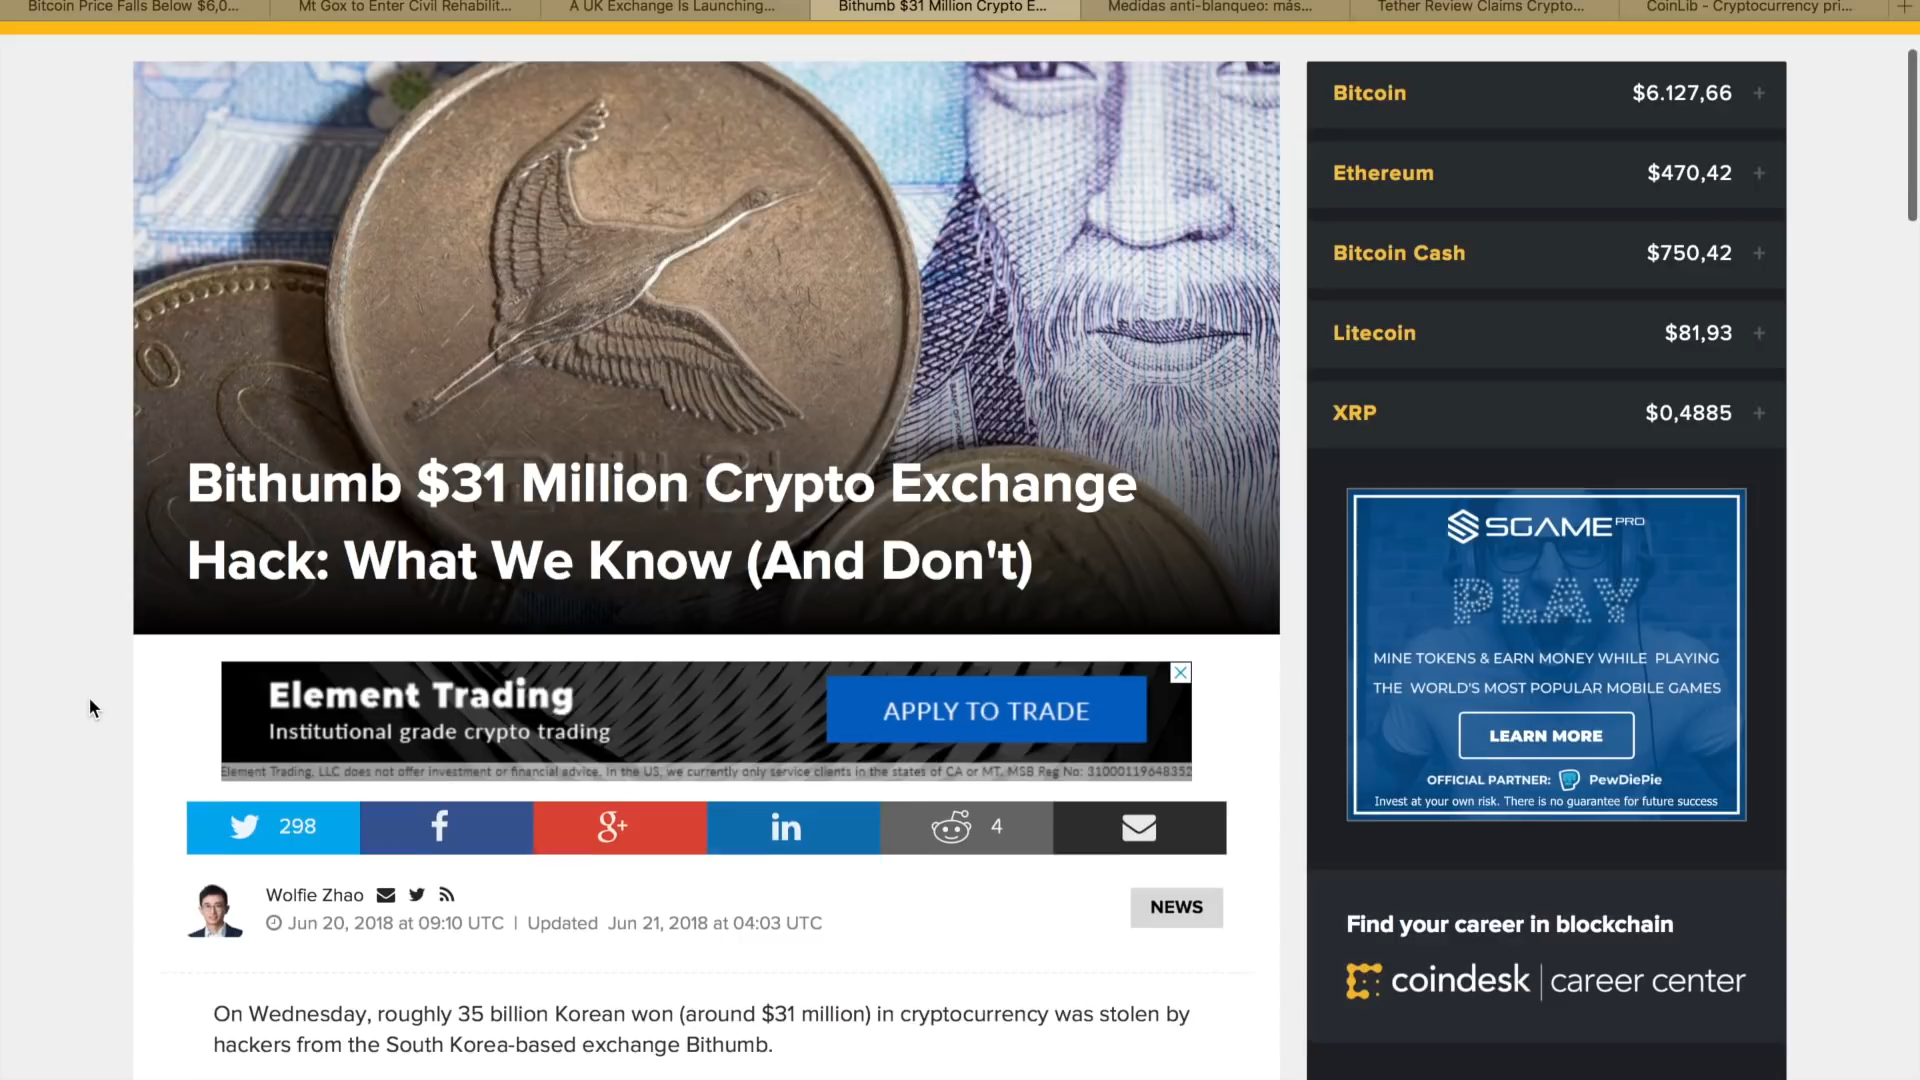 Bitcoin Price Falls Below $6,0...
Mt Gox to Enter Civil Rehabilit...
A UK Exchange Is Launching...
Bithumb $31 Million Crypto E...
Medidas anti-blanqueo: más...
Tether Review Claims Crypto...
CoinLib - Cryptocurrency pri...
Bithumb $31 Million Crypto Exchange
Hack: What We Know (And Don't)
Element Trading
Institutional grade crypto trading
APPLY TO TRADE
Element Trading, LLC does not offer investment or financial advice. In the US, we currently only service clients in the states of CA or MT. MSB Reg No: 31000119648352
298
4
Wolfie Zhao
Jun 20, 2018 at 09:10 UTC | Updated Jun 21, 2018 at 04:03 UTC
NEWS
On Wednesday, roughly 35 billion Korean won (around $31 million) in cryptocurrency was stolen by
hackers from the South Korea-based exchange Bithumb.
Bitcoin $6.127,66 +
Ethereum $470,42 +
Bitcoin Cash $750,42 +
Litecoin $81,93 +
XRP $0,4885 +
SGAME PRO
PLAY
MINE TOKENS & EARN MONEY WHILE PLAYING
THE WORLD'S MOST POPULAR MOBILE GAMES
LEARN MORE
OFFICIAL PARTNER: PewDiePie
Invest at your own risk. There is no guarantee for future success
Find your career in blockchain
coindesk | career center